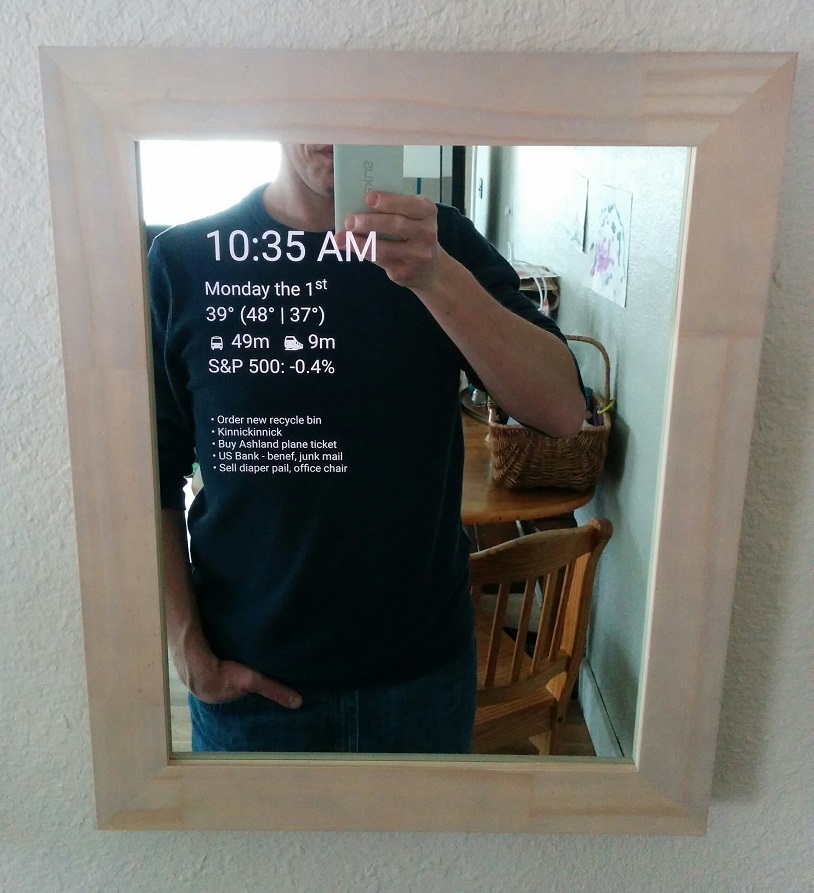 10:35 AM
Monday the 1st
39° (48° | 37°)
49m 9m
S&P 500: -0.4%
• Order new recycle bin
• Kinnickinnick
• Buy Ashland plane ticket
• US Bank - benef, junk mail
• Sell diaper pail, office chair